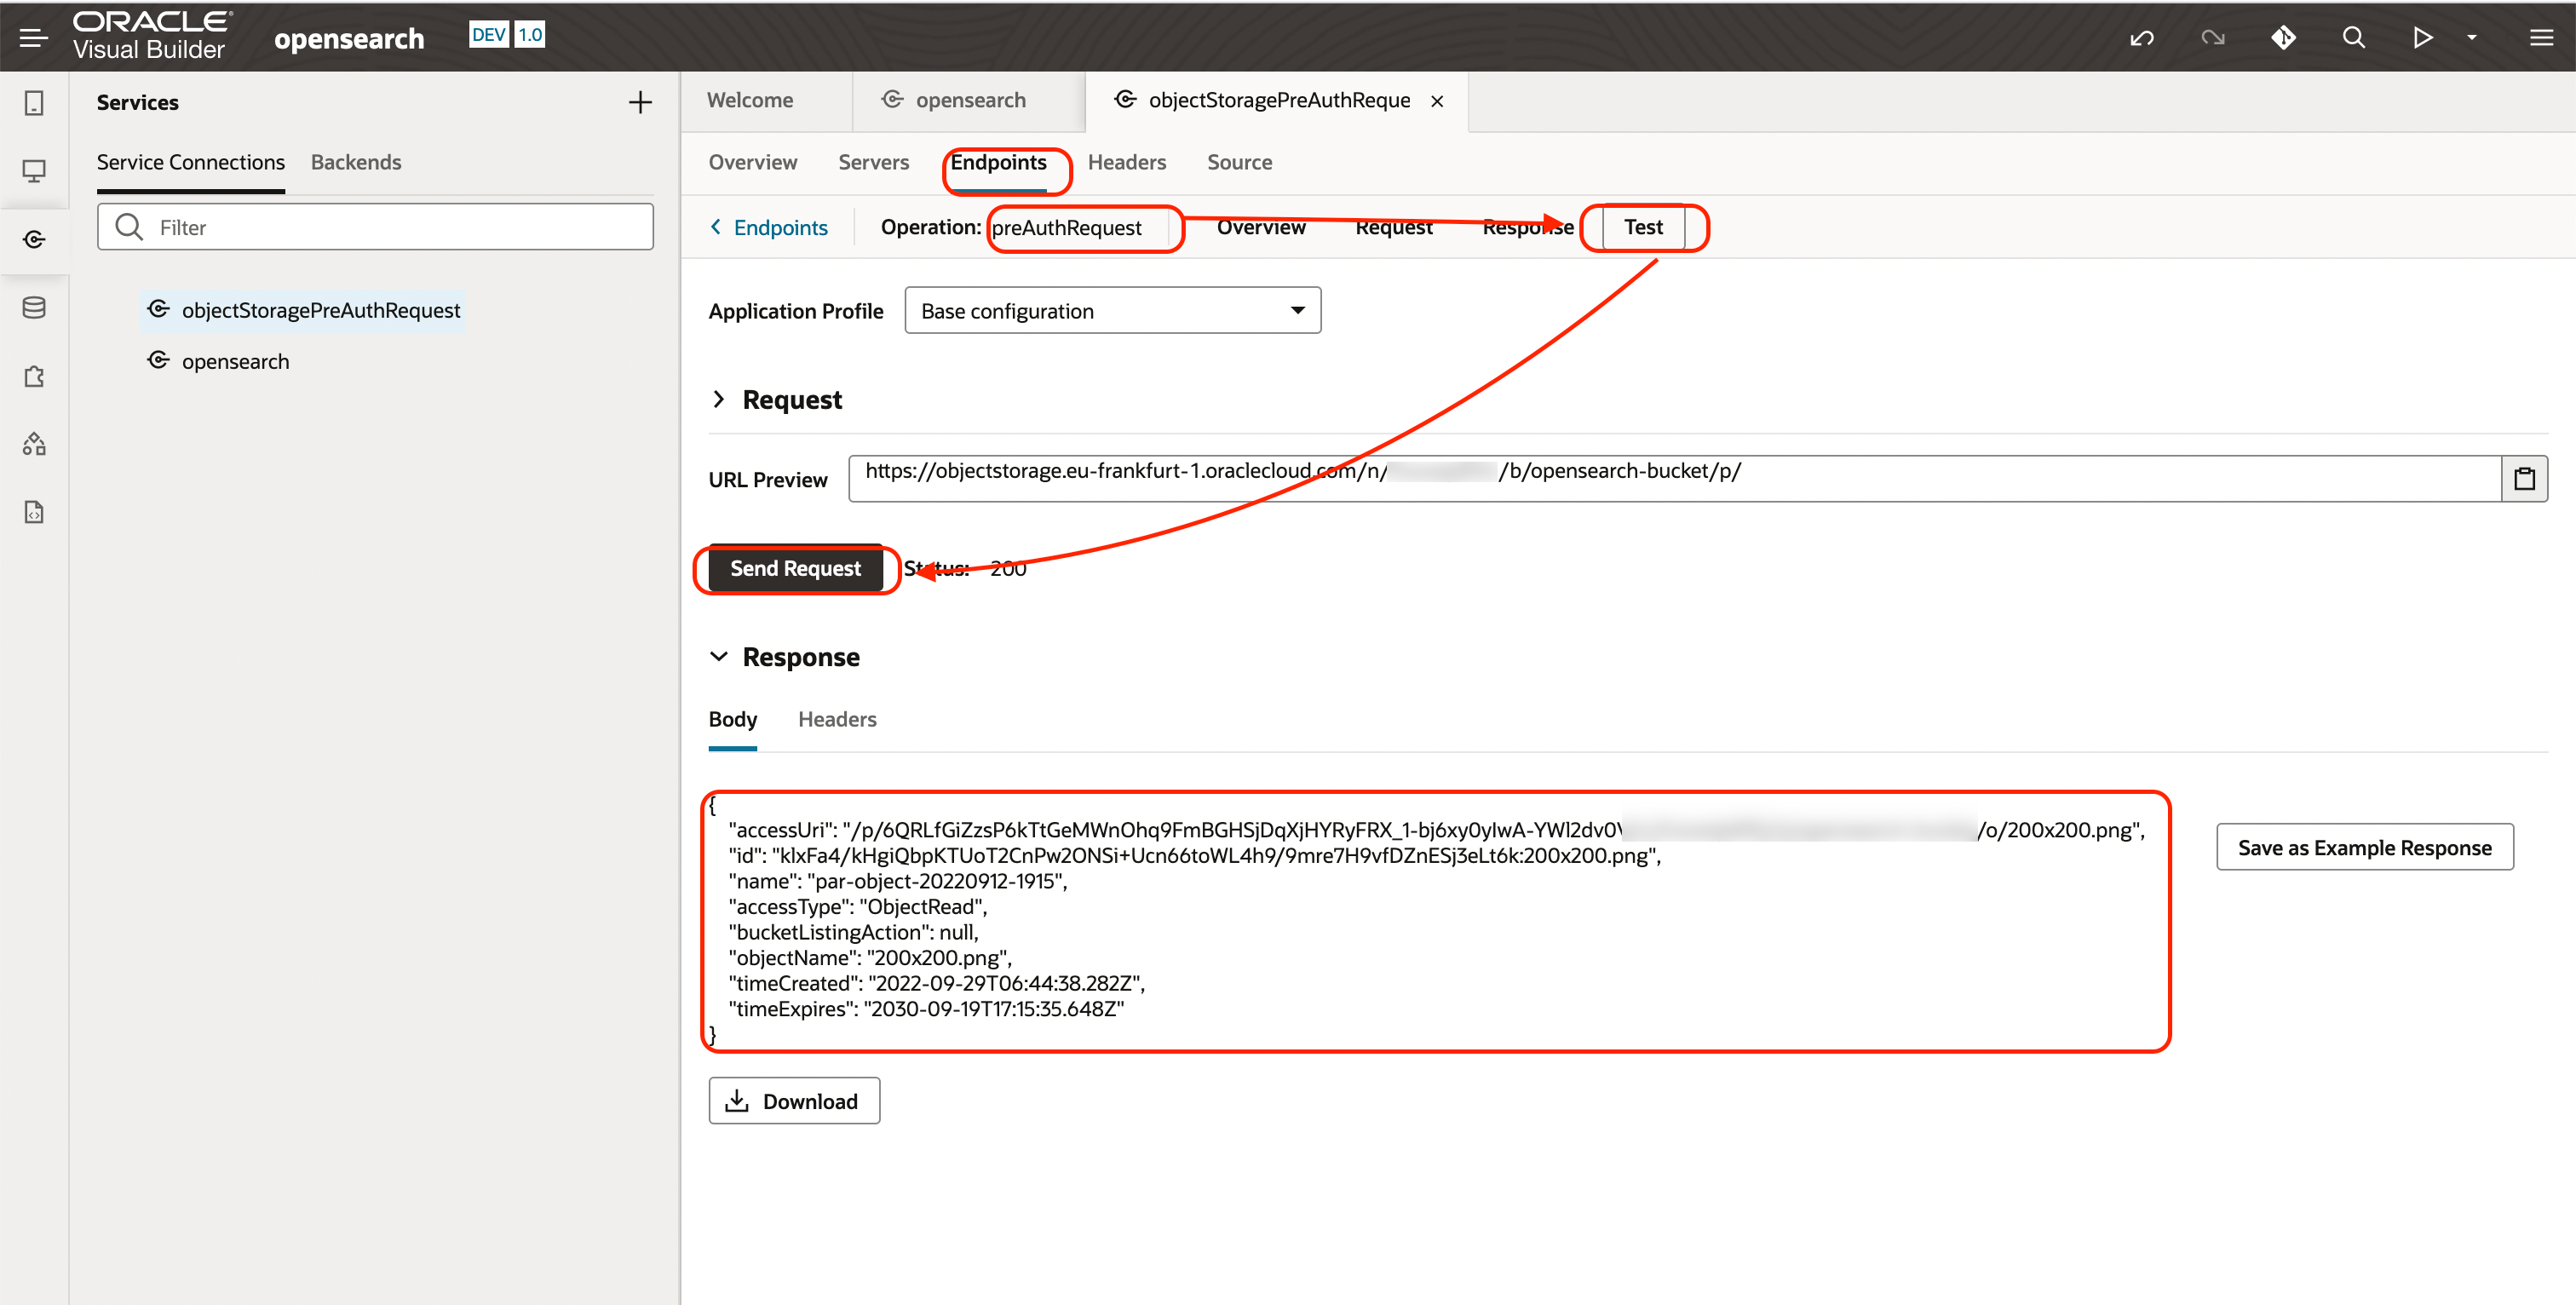 ORACLE
Visual Builder
opensearch
DEV 1.0
Services
Service Connections
Backends
Filter
objectStoragePreAuthRequest
opensearch
Welcome
opensearch
objectStoragePreAuthReque
Overview
Servers
Endpoints
Headers
Source
Endpoints
Operation: preAuthRequest
Overview
Request
Response
Test
Application Profile
Base configuration
Request
URL Preview
https://objectstorage.eu-frankfurt-1.oraclecloud.com/n/ /b/opensearch-bucket/p/
Send Request
Status: 200
Response
Body
Headers
{
"accessUri": "/p/6QRLfGiZzsP6kTtGeMWnOhq9FmBGHSjDqXjHYRyFRX_1-bj6xy0yIwA-YWl2dv0 /o/200x200.png",
"id": "klxFa4/kHgiQbpKTUoT2CnPw2ONSi+Ucn66toWL4h9/9mre7H9vfDZnESj3eLt6k:200x200.png",
"name": "par-object-20220912-1915",
"accessType": "ObjectRead",
"bucketListingAction": null,
"objectName": "200x200.png",
"timeCreated": "2022-09-29T06:44:38.282Z",
"timeExpires": "2030-09-19T17:15:35.648Z"
}
Save as Example Response
Download